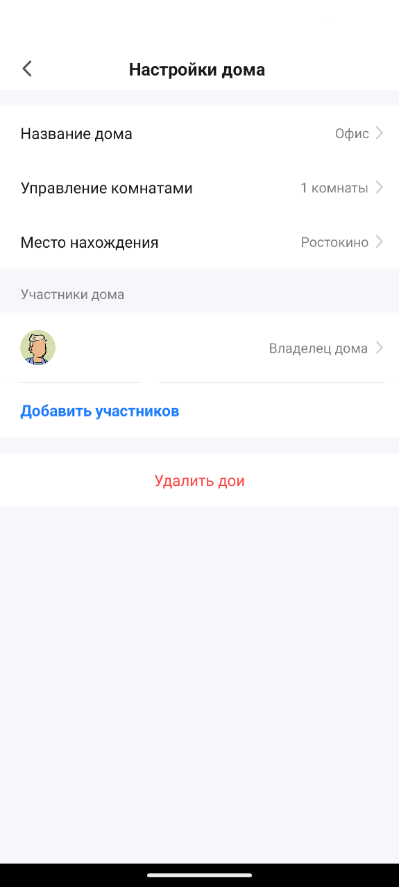 Настройки дома
Название дома Офис
Управление комнатами 1 комнаты
Место нахождения Ростокино
Участники дома
Владелец дома
Добавить участников
Удалить дои